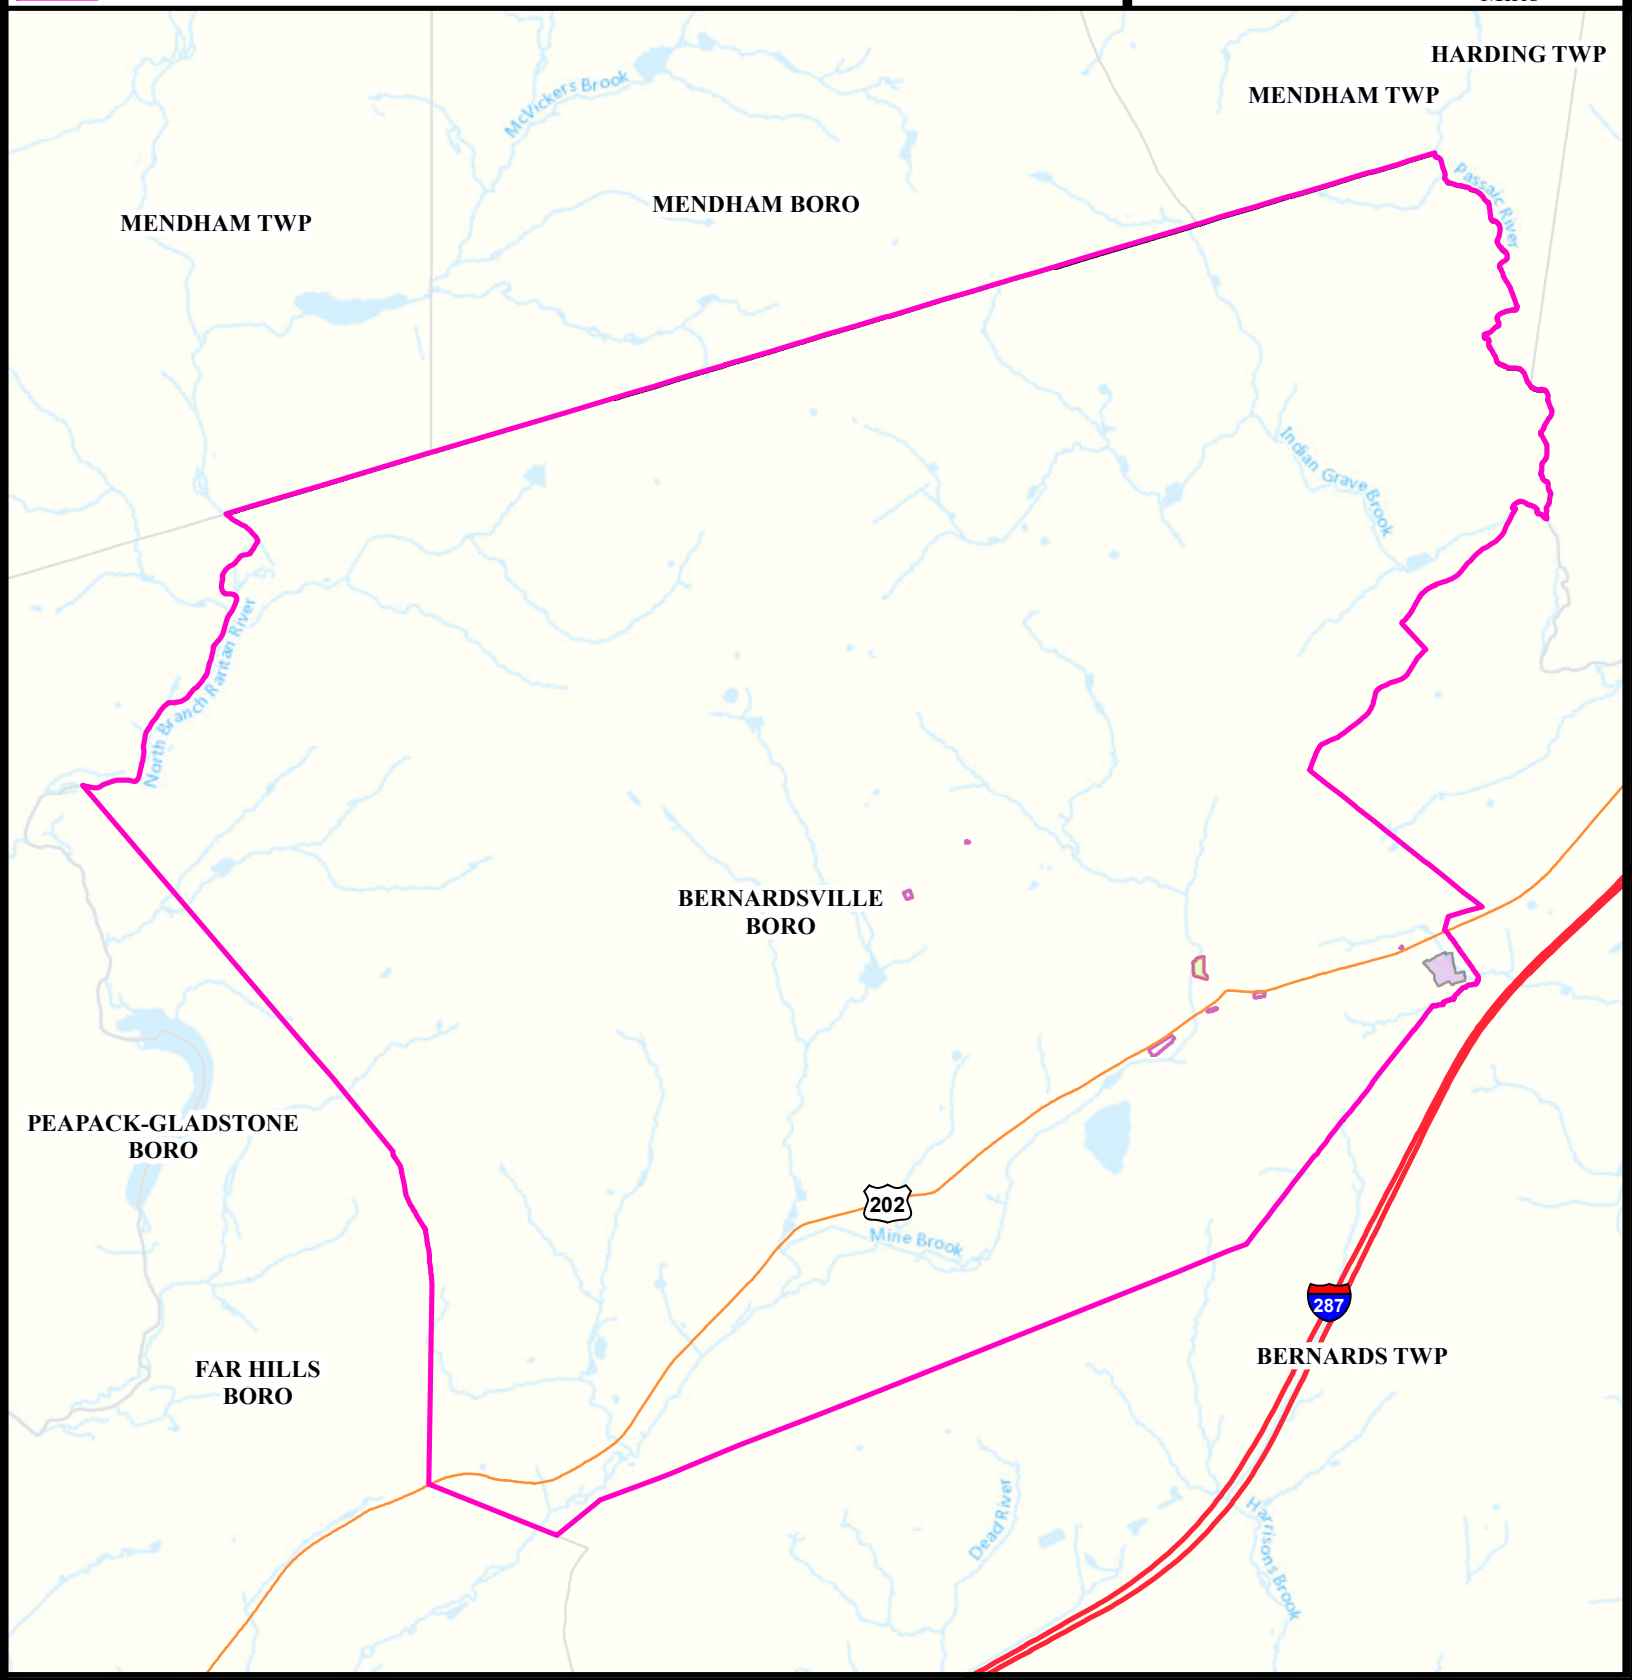 HARDING TWP
MENDHAM TWP
McVickers Brook
Passaic River
MENDHAM BORO
MENDHAM TWP
Indian Grave Brook
North Branch Raritan River
BERNARDSVILLE
BORO
PEAPACK-GLADSTONE
BORO
202
Mine Brook
287
BERNARDS TWP
FAR HILLS
BORO
Dead River
Harrisons Brook